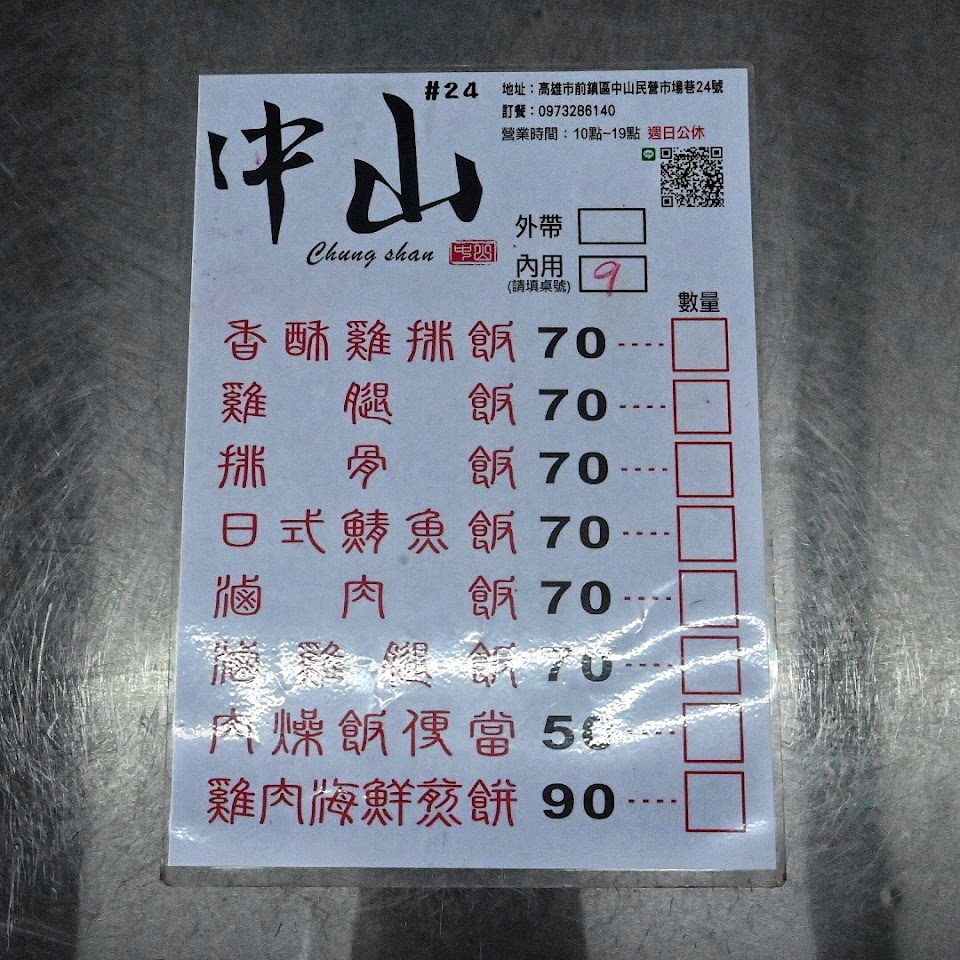 #24
中山
Chung shan 中山
地址：高雄市前鎮區中山民營市場巷24號
訂餐：0973286140
營業時間：10點~19點 週日公休
外帶
內用 9
(請填桌號)
數量
香酥雞排飯 70
雞腿飯 70
排骨飯 70
日式鯖魚飯 70
滷肉飯 70
滷雞腿飯 70
肉燥飯便當 50
雞肉海鮮煎餅 90